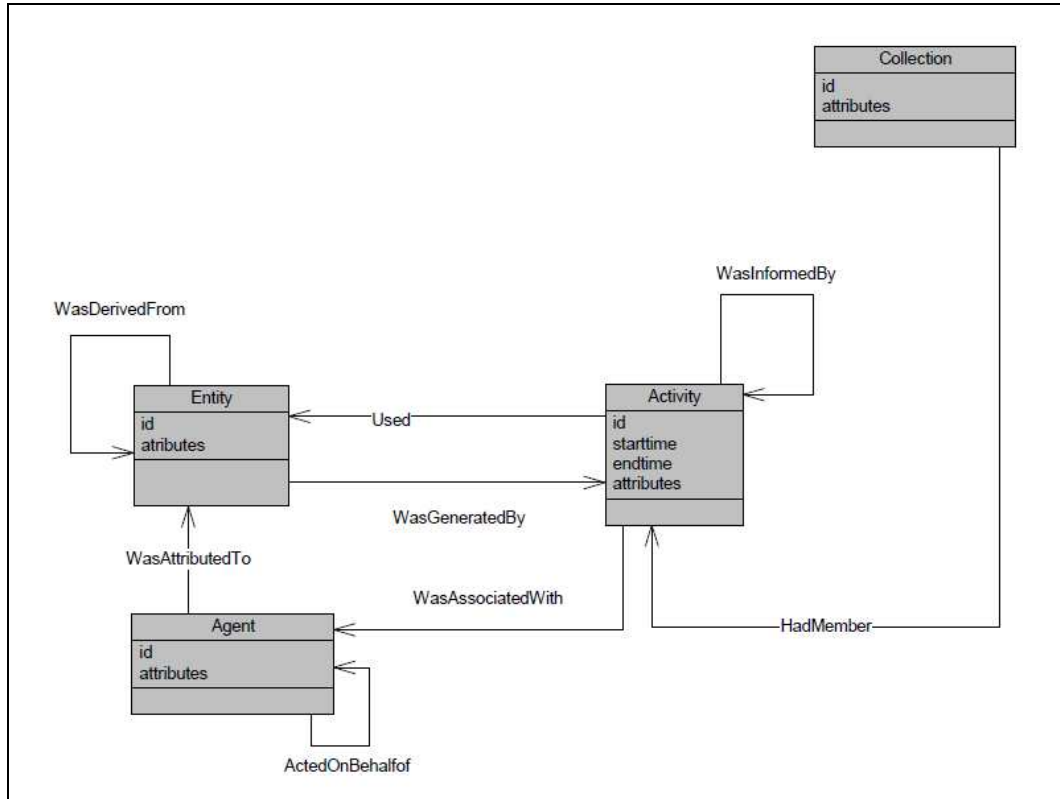 Collection
id
attributes
WasInformedBy
WasDerivedFrom
Entity
id
atributes
Used
Activity
id
starttime
endtime
attributes
WasGeneratedBy
WasAttributedTo
WasAssociatedWith
HadMember
Agent
id
attributes
ActedOnBehalfof